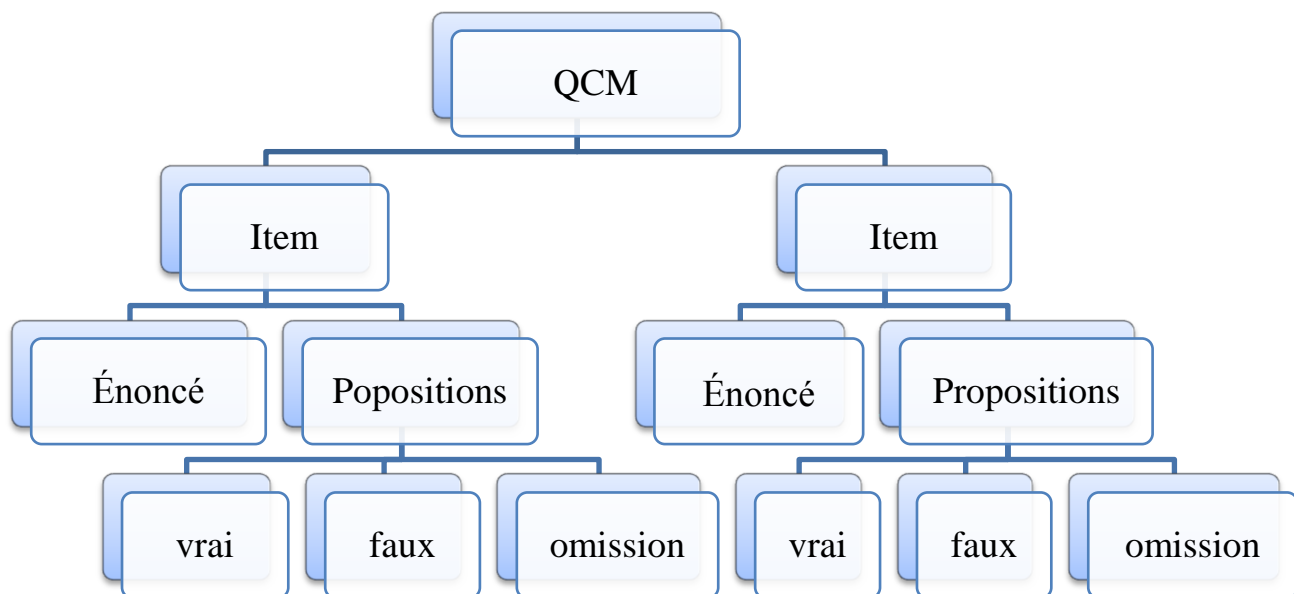 QCM
Item
Item
Énoncé
Popositions
Énoncé
Propositions
vrai
faux
omission
vrai
faux
omission